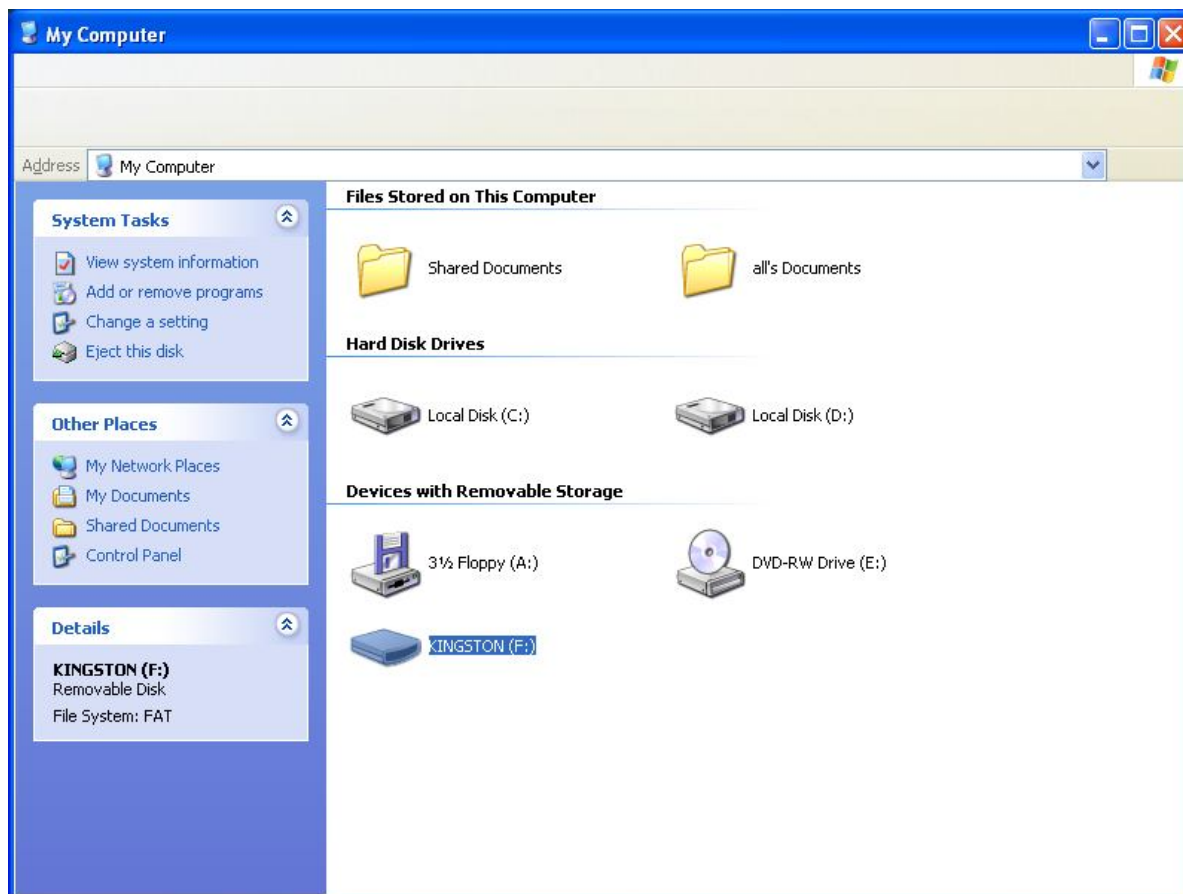 My Computer
Address My Computer
System Tasks
View system information
Add or remove programs
Change a setting
Eject this disk
Other Places
My Network Places
My Documents
Shared Documents
Control Panel
Details
KINGSTON (F:)
Removable Disk
File System: FAT
Files Stored on This Computer
Shared Documents all's Documents
Hard Disk Drives
Local Disk (C:) Local Disk (D:)
Devices with Removable Storage
3½ Floppy (A:) DVD-RW Drive (E:)
KINGSTON (F:)